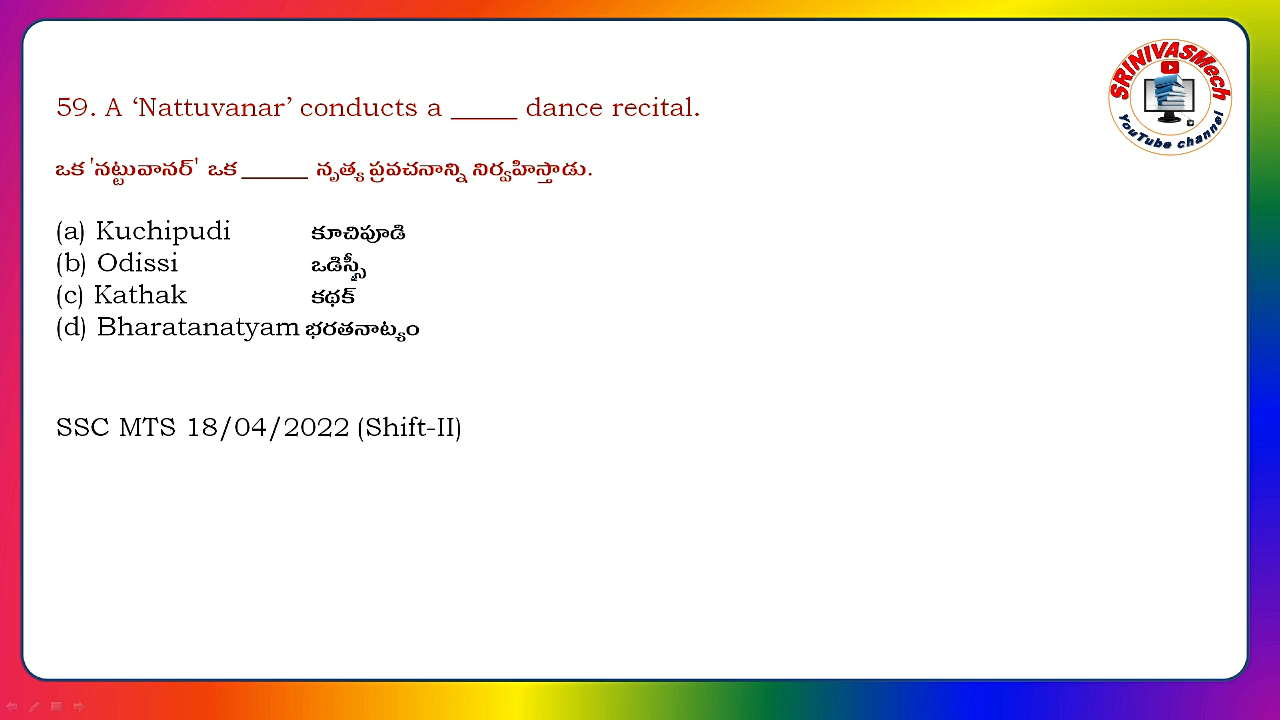 SRINIVASMech
YouTube channel
59. A ‘Nattuvanar’ conducts a _____ dance recital.
ఒక 'నట్టువానర్' ఒక _____ నృత్య ప్రవచనాన్ని నిర్వహిస్తాడు.
(a) Kuchipudi కూచిపూడి
(b) Odissi ఒడిస్సీ
(c) Kathak కథక్
(d) Bharatanatyam భరతనాట్యం
SSC MTS 18/04/2022 (Shift-II)